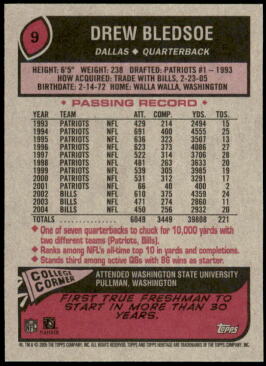 9
DREW BLEDSOE
DALLAS ◆ QUARTERBACK
HEIGHT: 6'5" WEIGHT: 238 DRAFTED: PATRIOTS #1 – 1993
HOW ACQUIRED: TRADE WITH BILLS, 2-23-05
BIRTHDATE: 2-14-72 HOME: WALLA WALLA, WASHINGTON
★ PASSING RECORD ★
YEAR TEAM ATT. COMP. YDS. TDS
1993 PATRIOTS NFL 429 214 2494 15
1994 PATRIOTS NFL 691 400 4555 25
1995 PATRIOTS NFL 636 323 3507 13
1996 PATRIOTS NFL 623 373 4086 27
1997 PATRIOTS NFL 522 314 3706 28
1998 PATRIOTS NFL 481 263 3633 20
1999 PATRIOTS NFL 539 305 3985 19
2000 PATRIOTS NFL 531 312 3291 17
2001 PATRIOTS NFL 66 40 400 2
2002 BILLS NFL 610 375 4359 24
2003 BILLS NFL 471 274 2860 11
2004 BILLS NFL 450 256 2932 20
TOTALS 6049 3449 39808 221
◆ One of seven quarterbacks to chuck for 10,000 yards with
two different teams (Patriots, Bills).
◆ Ranks among NFL's all-time top 10 in yards and completions.
◆ Stands third among active QBs with 86 wins as starter.
COLLEGE
CORNER
ATTENDED WASHINGTON STATE UNIVERSITY
PULLMAN, WASHINGTON
FIRST TRUE FRESHMAN TO
START IN MORE THAN 30
YEARS.
NFL
PLAYERS
TOPPS